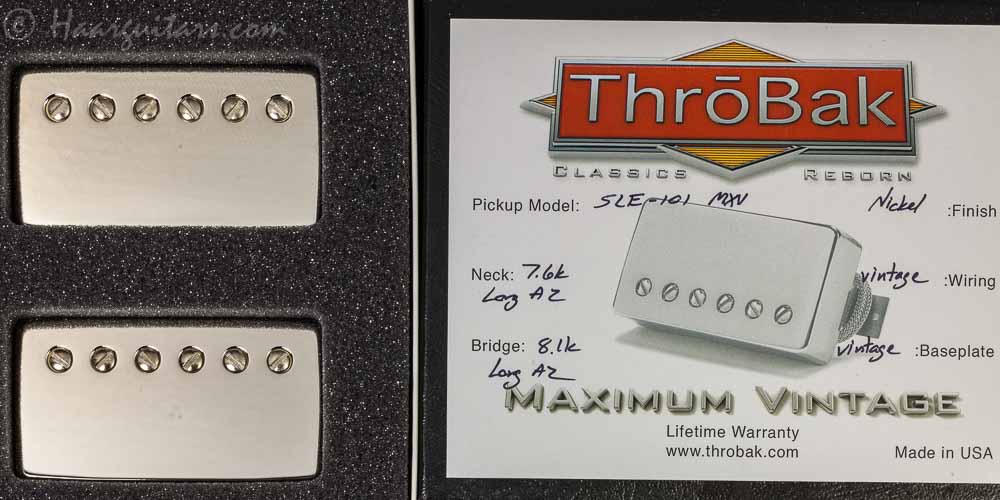 © Haarguitars.com
ThrōBak
CLASSICS REBORN
Pickup Model: SLE-101 MXV Nickel :Finish
Neck: 7.6k vintage :Wiring
Long A2
Bridge: 8.1k vintage :Baseplate
Long A2
MAXIMUM VINTAGE
Lifetime Warranty
www.throbak.com Made in USA